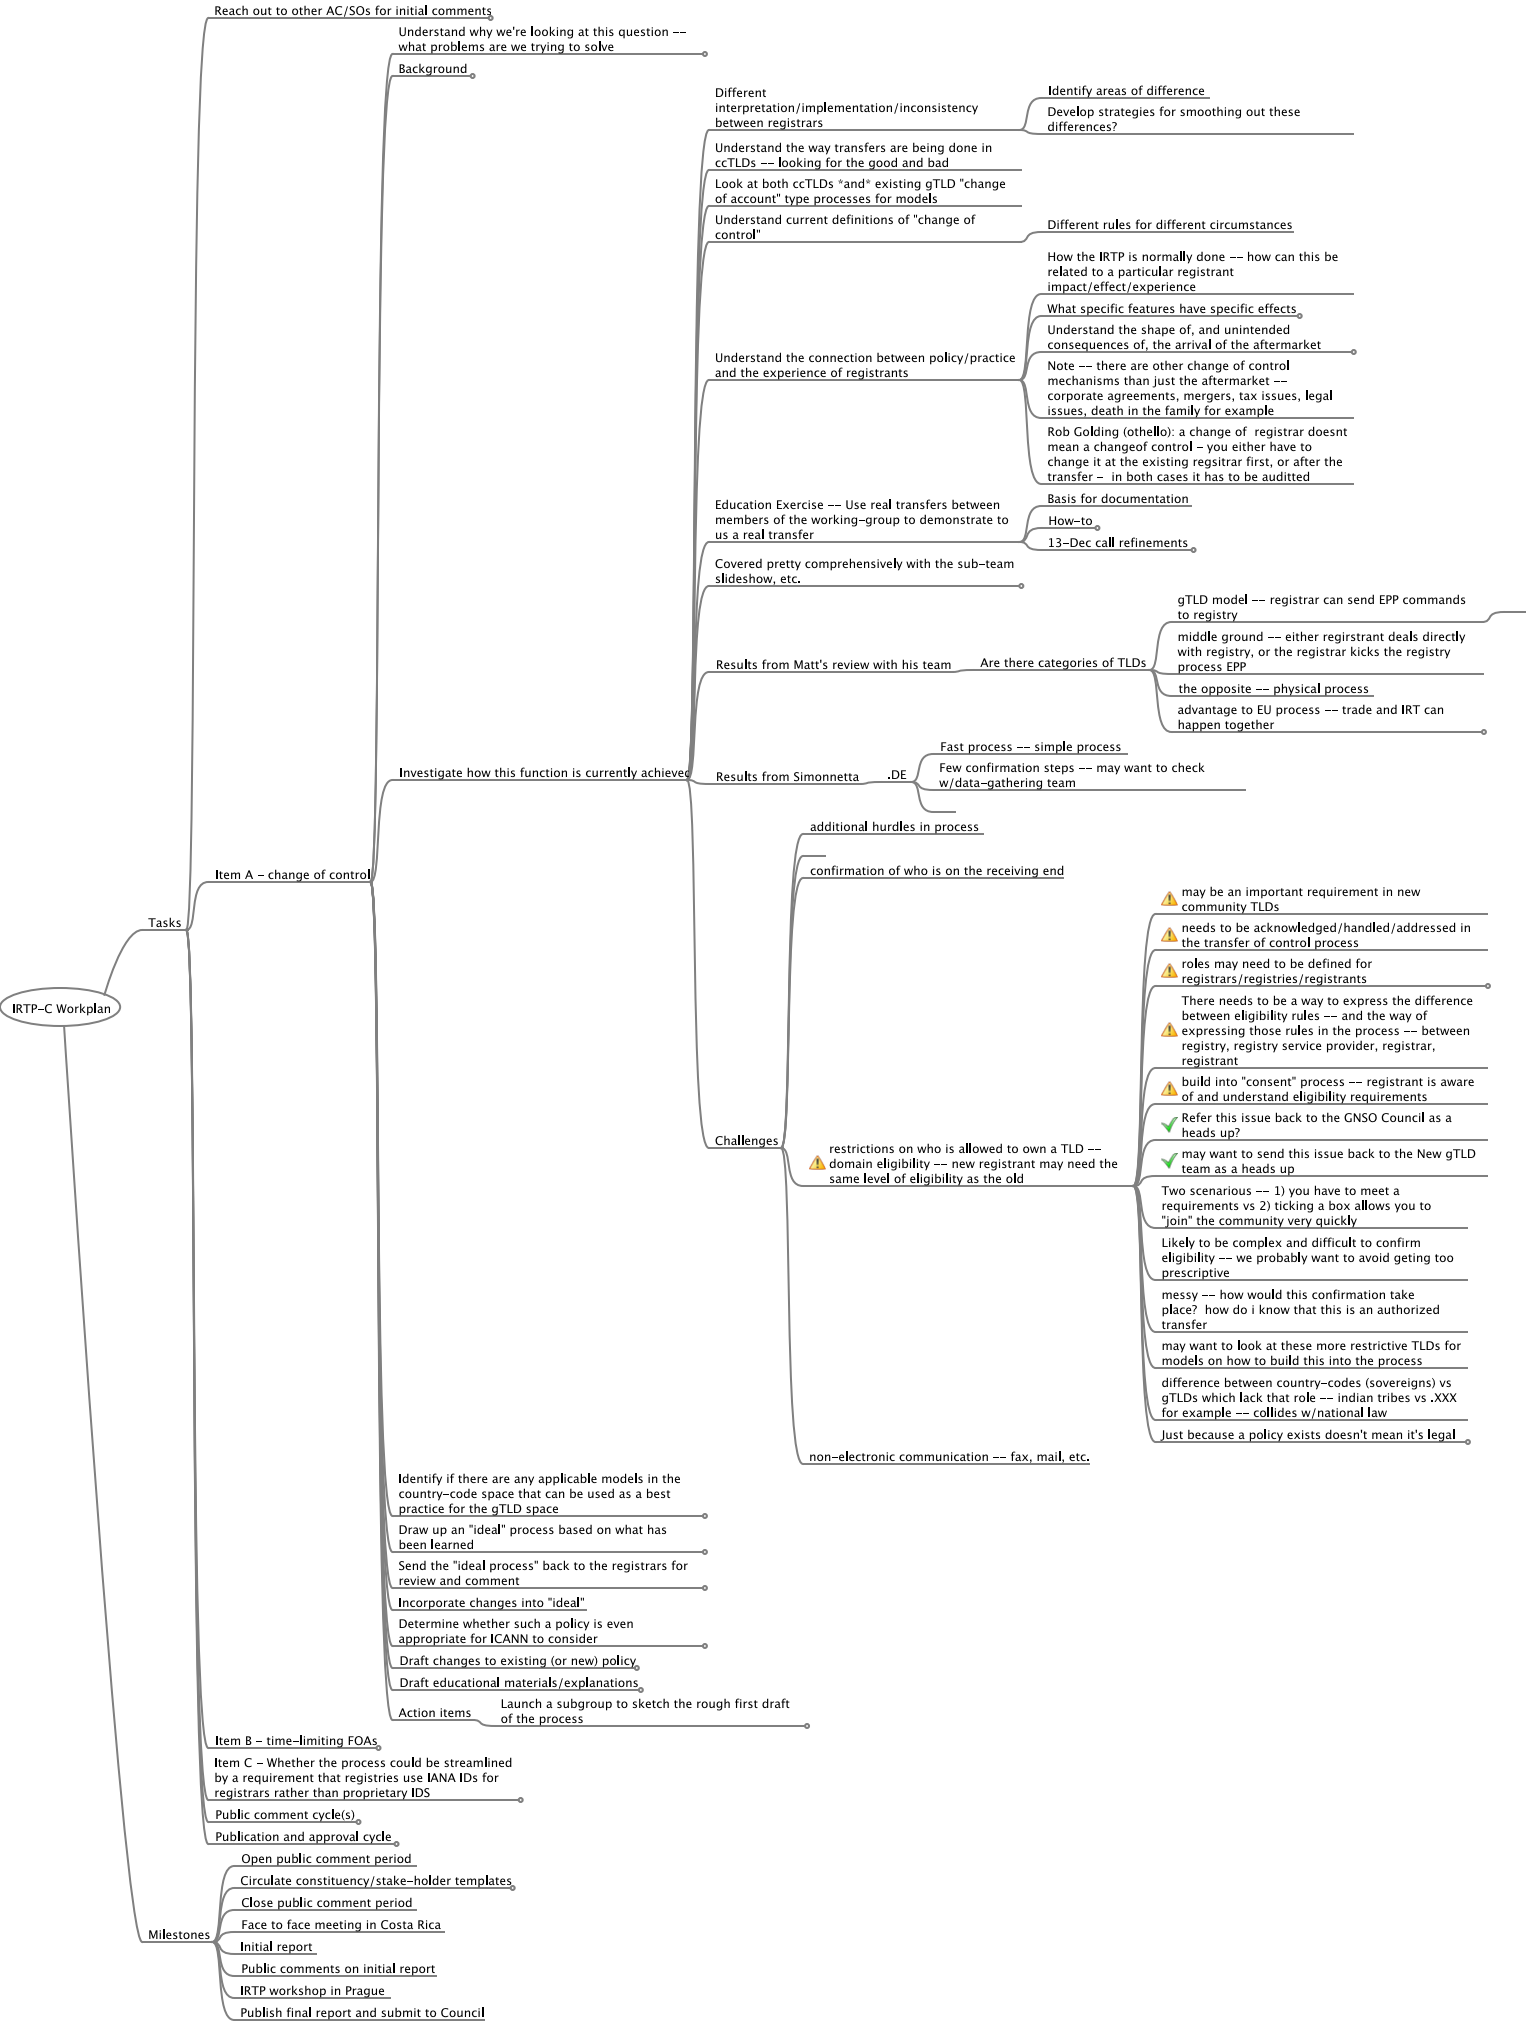 IRTP-C Workplan
Tasks
Reach out to other AC/SOs for initial comments
Item A - change of control
Understand why we're looking at this question --
what problems are we trying to solve
Background
Investigate how this function is currently achieved
Different
interpretation/implementation/inconsistency
between registrars
Identify areas of difference
Develop strategies for smoothing out these
differences?
Understand the way transfers are being done in
ccTLDs -- looking for the good and bad
Look at both ccTLDs *and* existing gTLD "change
of account" type processes for models
Understand current definitions of "change of
control"
Different rules for different circumstances
Understand the connection between policy/practice
and the experience of registrants
How the IRTP is normally done -- how can this be
related to a particular registrant
impact/effect/experience
What specific features have specific effects
Understand the shape of, and unintended
consequences of, the arrival of the aftermarket
Note -- there are other change of control
mechanisms than just the aftermarket --
corporate agreements, mergers, tax issues, legal
issues, death in the family for example
Rob Golding (othello): a change of  registrar doesnt
mean a changeof control - you either have to
change it at the existing regsitrar first, or after the
transfer -  in both cases it has to be auditted
Education Exercise -- Use real transfers between
members of the working-group to demonstrate to
us a real transfer
Basis for documentation
How-to
13-Dec call refinements
Covered pretty comprehensively with the sub-team
slideshow, etc.
Results from Matt's review with his team
Are there categories of TLDs
gTLD model -- registrar can send EPP commands
to registry
middle ground -- either regirstrant deals directly
with registry, or the registrar kicks the registry
process EPP
the opposite -- physical process
advantage to EU process -- trade and IRT can
happen together
Results from Simonnetta
.DE
Fast process -- simple process
Few confirmation steps -- may want to check
w/data-gathering team
Challenges
additional hurdles in process
confirmation of who is on the receiving end
restrictions on who is allowed to own a TLD --
domain eligibility -- new registrant may need the
same level of eligibility as the old
may be an important requirement in new
community TLDs
needs to be acknowledged/handled/addressed in
the transfer of control process
roles may need to be defined for
registrars/registries/registrants
There needs to be a way to express the difference
between eligibility rules -- and the way of
expressing those rules in the process -- between
registry, registry service provider, registrar,
registrant
build into "consent" process -- registrant is aware
of and understand eligibility requirements
Refer this issue back to the GNSO Council as a
heads up?
may want to send this issue back to the New gTLD
team as a heads up
Two scenarious -- 1) you have to meet a
requirements vs 2) ticking a box allows you to
"join" the community very quickly
Likely to be complex and difficult to confirm
eligibility -- we probably want to avoid geting too
prescriptive
messy -- how would this confirmation take
place?  how do i know that this is an authorized
transfer
may want to look at these more restrictive TLDs for
models on how to build this into the process
difference between country-codes (sovereigns) vs
gTLDs which lack that role -- indian tribes vs .XXX
for example -- collides w/national law
Just because a policy exists doesn't mean it's legal
non-electronic communication -- fax, mail, etc.
Identify if there are any applicable models in the
country-code space that can be used as a best
practice for the gTLD space
Draw up an "ideal" process based on what has
been learned
Send the "ideal process" back to the registrars for
review and comment
Incorporate changes into "ideal"
Determine whether such a policy is even
appropriate for ICANN to consider
Draft changes to existing (or new) policy
Draft educational materials/explanations
Action items
Launch a subgroup to sketch the rough first draft
of the process
Item B - time-limiting FOAs
Item C - Whether the process could be streamlined
by a requirement that registries use IANA IDs for
registrars rather than proprietary IDS
Public comment cycle(s)
Publication and approval cycle
Milestones
Open public comment period
Circulate constituency/stake-holder templates
Close public comment period
Face to face meeting in Costa Rica
Initial report
Public comments on initial report
IRTP workshop in Prague
Publish final report and submit to Council